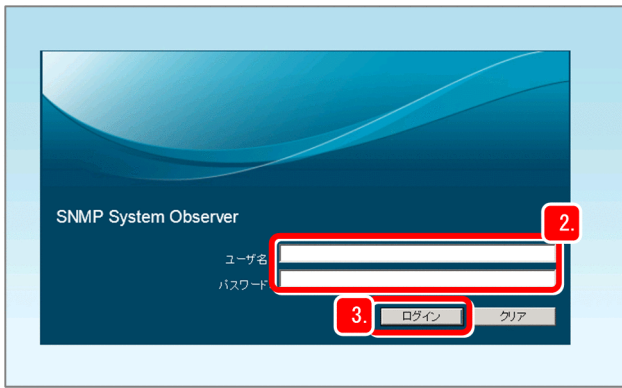 SNMP System Observer
2.
ユーザ名
パスワード
3.
ログイン
クリア